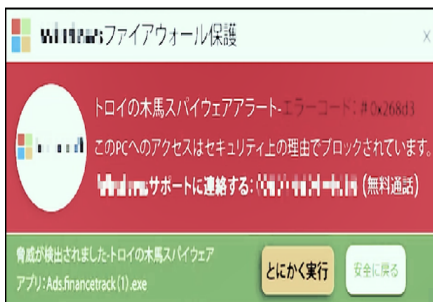 ファイアウォール保護
トロイの木馬スパイウェアアラート-エラーコード: # 0x268d3
このPCへのアクセスはセキュリティ上の理由でブロックされています。
サポートに連絡する: (無料通話)
脅威が検出されました-トロイの木馬スパイウェア
アプリ:Ads.financetrack(1).exe
とにかく実行
安全に戻る